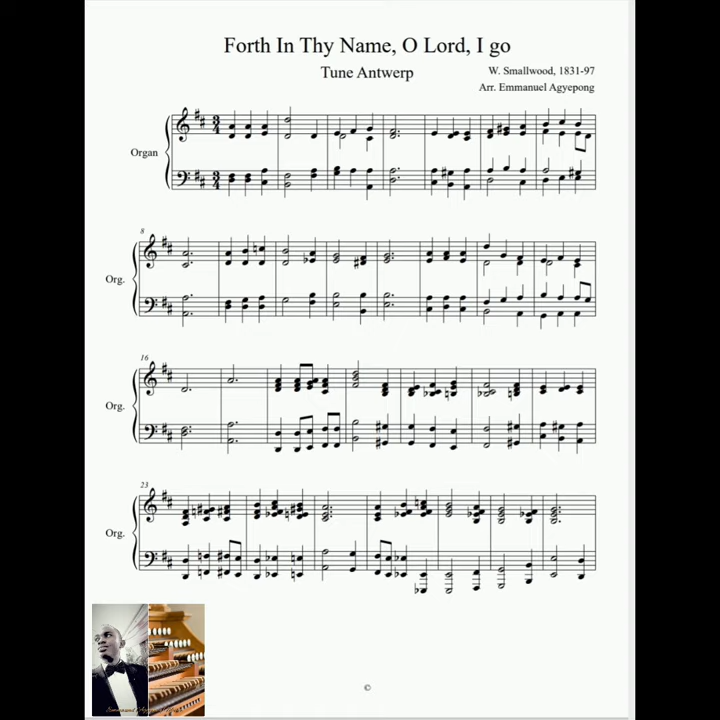 Forth In Thy Name, O Lord, I go
Tune Antwerp
W. Smallwood, 1831-97
Arr. Emmanuel Agyepong
Organ
8
Org.
16
Org.
23
Org.
©